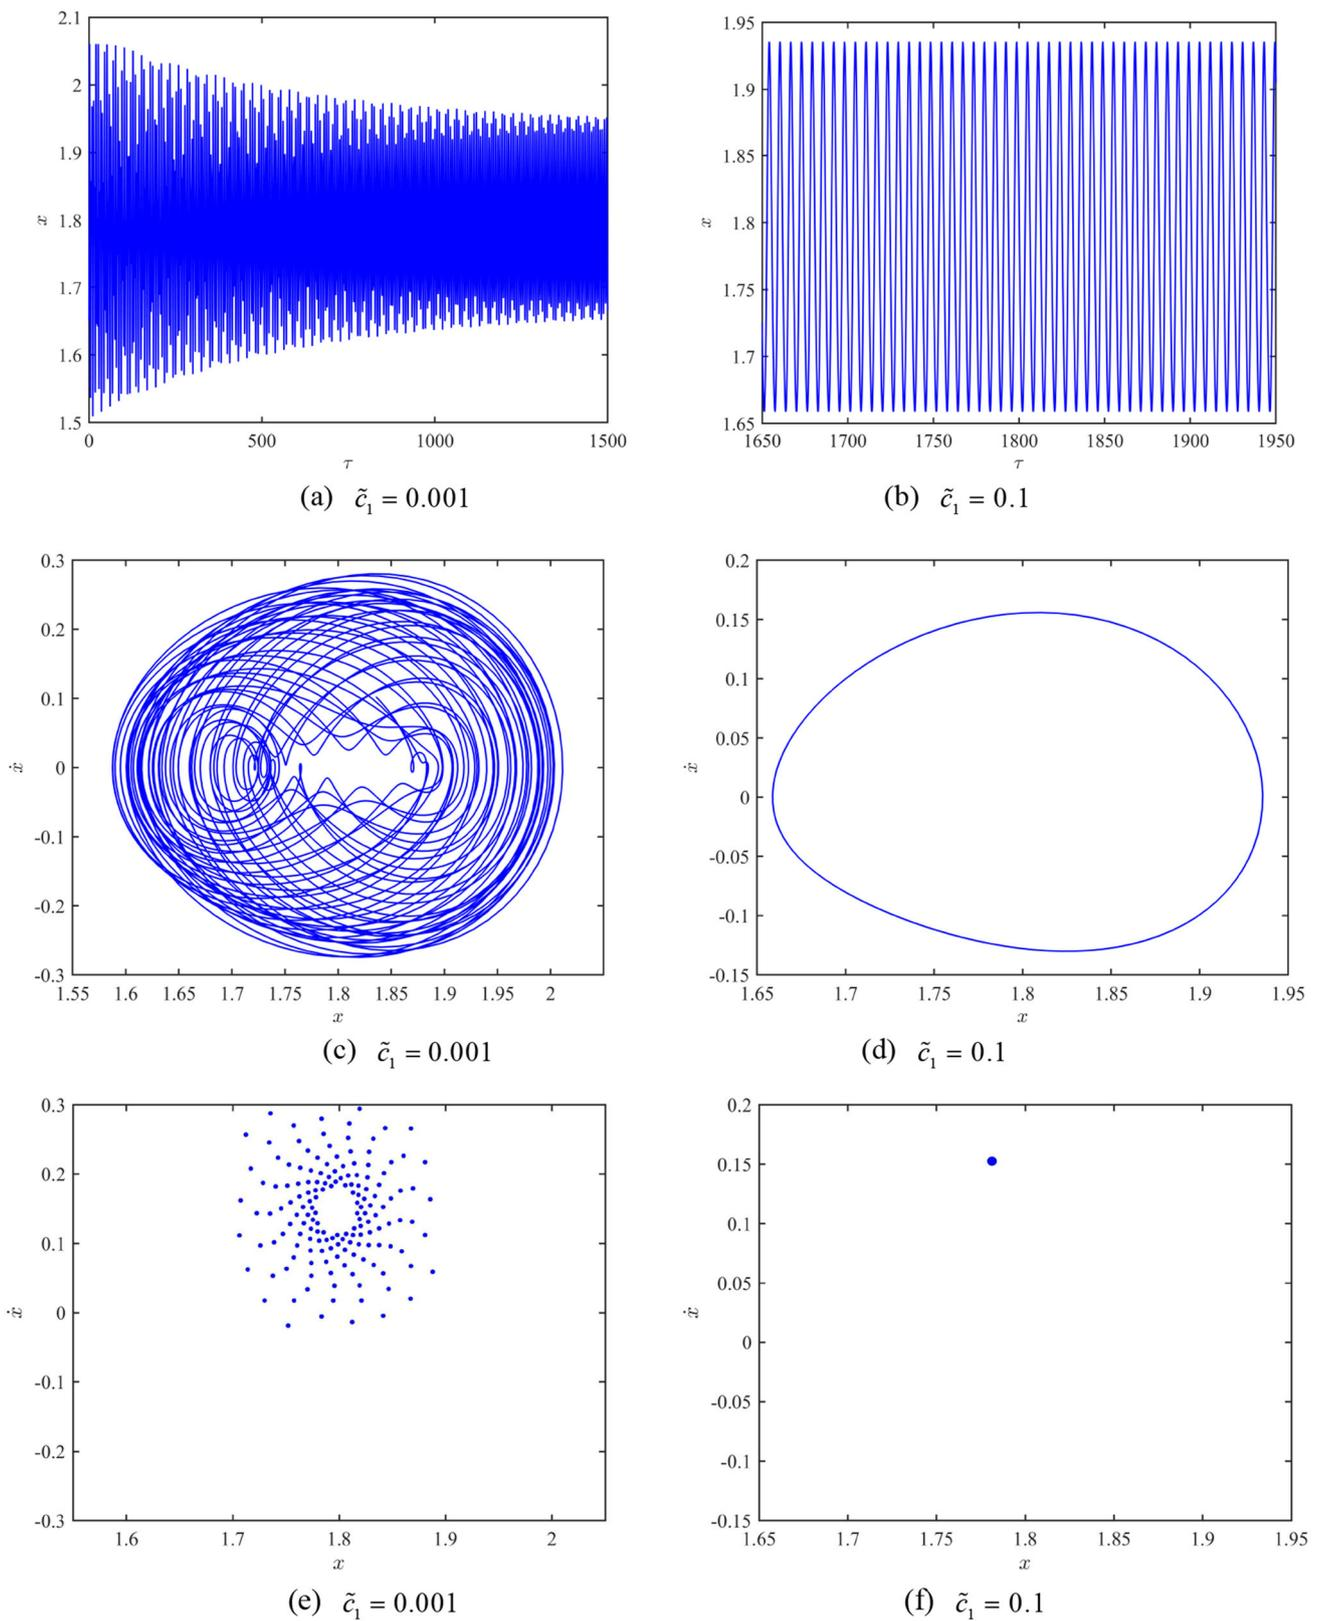 2.1
2
1.9
1.8
1.7
1.6
1.5
x
0 500 1000 1500
τ
(a) c̃₁ = 0.001
1.95
1.9
1.85
1.8
1.75
1.7
1.65
x
1650 1700 1750 1800 1850 1900 1950
τ
(b) c̃₁ = 0.1
0.3
0.2
0.1
0
-0.1
-0.2
-0.3
ẋ
1.55 1.6 1.65 1.7 1.75 1.8 1.85 1.9 1.95 2
x
(c) c̃₁ = 0.001
0.2
0.15
0.1
0.05
0
-0.05
-0.1
-0.15
ẋ
1.65 1.7 1.75 1.8 1.85 1.9 1.95
x
(d) c̃₁ = 0.1
0.3
0.2
0.1
0
-0.1
-0.2
-0.3
ẋ
1.6 1.7 1.8 1.9 2
x
(e) c̃₁ = 0.001
0.2
0.15
0.1
0.05
0
-0.05
-0.1
-0.15
ẋ
1.65 1.7 1.75 1.8 1.85 1.9 1.95
x
(f) c̃₁ = 0.1